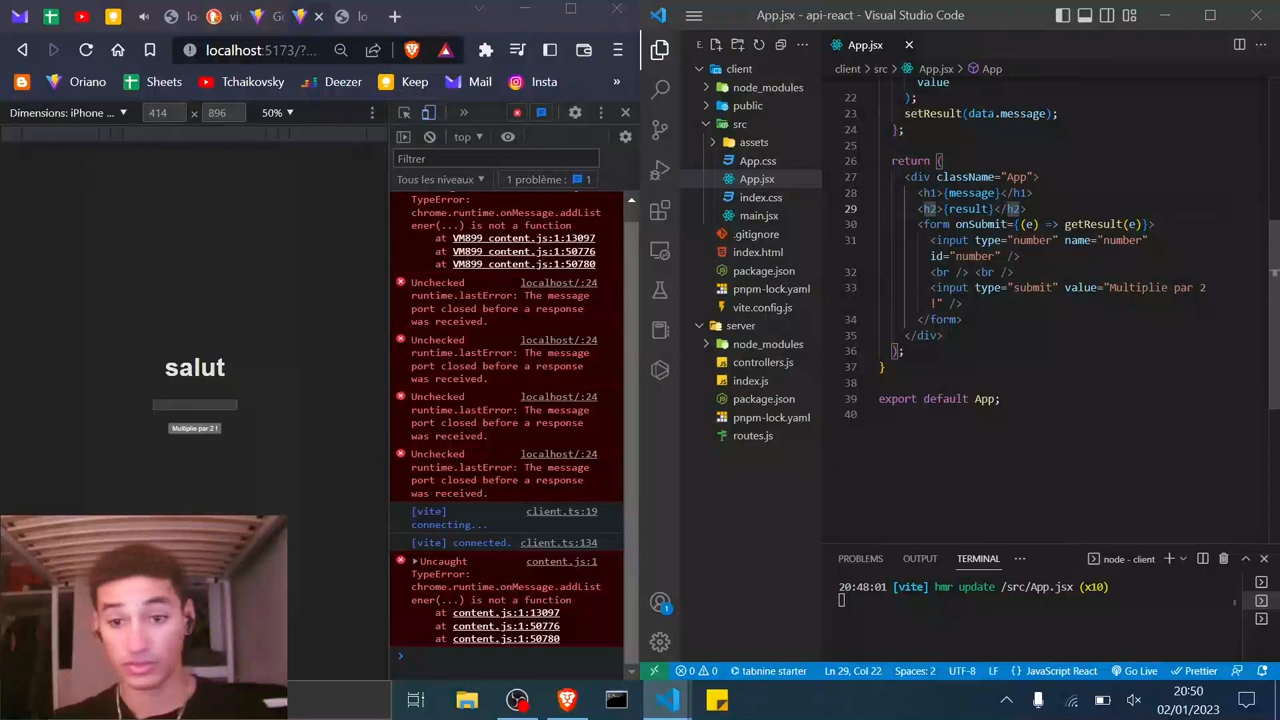 lo
vit
G
lo
localhost:5173/?...
Oriano
Sheets
Tchaikovsky
Deezer
Keep
Mail
Insta
»
Dimensions: iPhone ...
414
×
896
50%
top
Filtrer
Tous les niveaux
1 problème :
1
TypeError:
chrome.runtime.onMessage.addList
ener(...) is not a function
at VM899 content.js:1:13097
at VM899 content.js:1:50776
at VM899 content.js:1:50780
Unchecked localhost/:24
runtime.lastError: The message
port closed before a response
was received.
Unchecked localhost/:24
runtime.lastError: The message
port closed before a response
was received.
Unchecked localhost/:24
runtime.lastError: The message
port closed before a response
was received.
Unchecked localhost/:24
runtime.lastError: The message
port closed before a response
was received.
[vite] client.ts:19
connecting...
[vite] connected. client.ts:134
Uncaught content.js:1
TypeError:
chrome.runtime.onMessage.addList
ener(...) is not a function
at content.js:1:13097
at content.js:1:50776
at content.js:1:50780
salut
Multiplie par 2 !
App.jsx - api-react - Visual Studio Code
E.
App.jsx
client
node_modules
public
src
assets
App.css
App.jsx
index.css
main.jsx
.gitignore
index.html
package.json
pnpm-lock.yaml
vite.config.js
server
node_modules
controllers.js
index.js
package.json
pnpm-lock.yaml
routes.js
client > src > App.jsx > App
value
22 );
23 setResult(data.message);
24 };
25
26 return (
27 <div className="App">
28 <h1>{message}</h1>
29 <h2>{result}</h2>
30 <form onSubmit={(e) => getResult(e)}>
31 <input type="number" name="number"
id="number" />
32 <br /> <br />
33 <input type="submit" value="Multiplie par 2
!" />
34 </form>
35 </div>
36 );
37 }
38
39 export default App;
40
PROBLEMS
OUTPUT
TERMINAL
node - client
20:48:01 [vite] hmr update /src/App.jsx (x10)
1
0
0
tabnine starter
Ln 29, Col 22
Spaces: 2
UTF-8
LF
{ } JavaScript React
Go Live
Prettier
20:50
02/01/2023